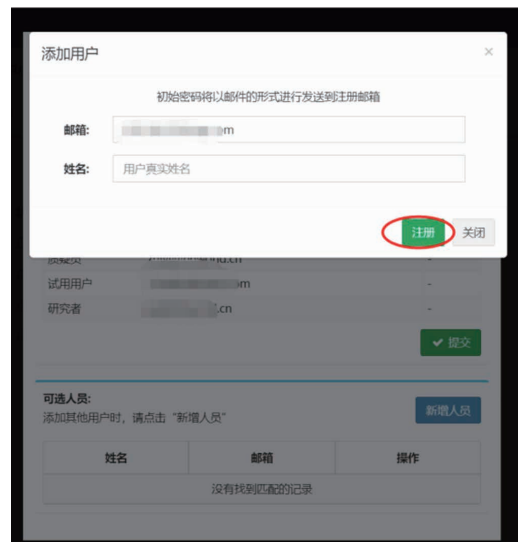 添加用户
×
初始密码将以邮件的形式进行发送到注册邮箱
邮箱: m
姓名: 用户真实姓名
注册 关闭
试用用户 m -
研究者 .cn -
✔ 提交
可选人员:
添加其他用户时，请点击“新增人员”
新增人员
姓名 邮箱 操作
没有找到匹配的记录